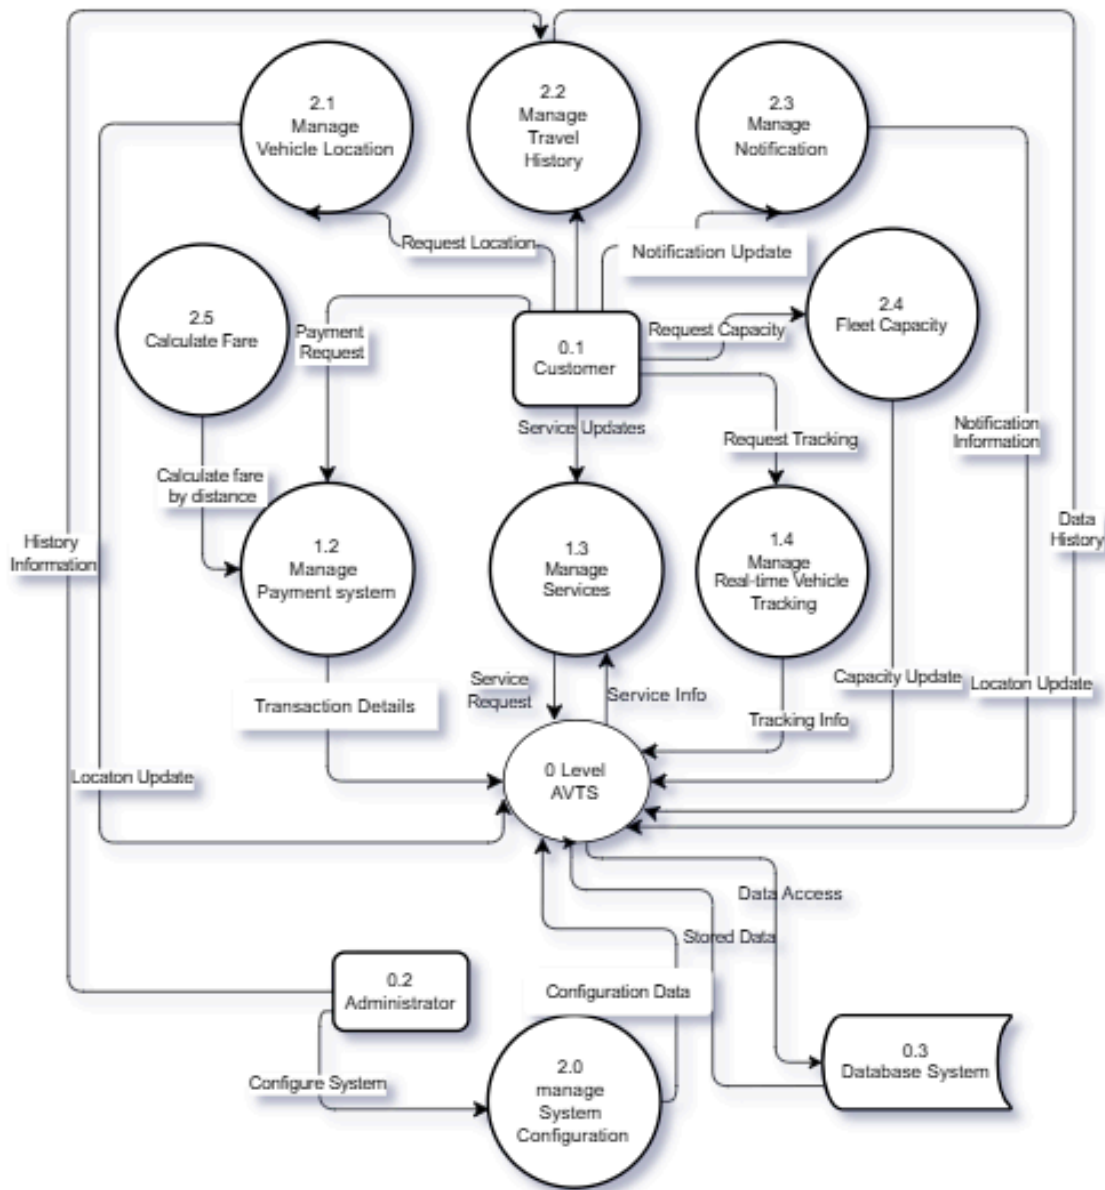 2.1
Manage
Vehicle Location
2.2
Manage
Travel
History
2.3
Manage
Notification
Request Location
Notification Update
2.5
Calculate Fare
Payment
Request
0.1
Customer
Request Capacity
2.4
Fleet Capacity
Service Updates
Request Tracking
Notification
Information
Calculate fare
by distance
History
Information
1.2
Manage
Payment system
1.3
Manage
Services
1.4
Manage
Real-time Vehicle
Tracking
Data
History
Transaction Details
Service
Request
Service Info
Tracking Info
Capacity Update
Locaton Update
Locaton Update
0 Level
AVTS
Data Access
Stored Data
0.2
Administrator
Configuration Data
Configure System
2.0
manage
System
Configuration
0.3
Database System